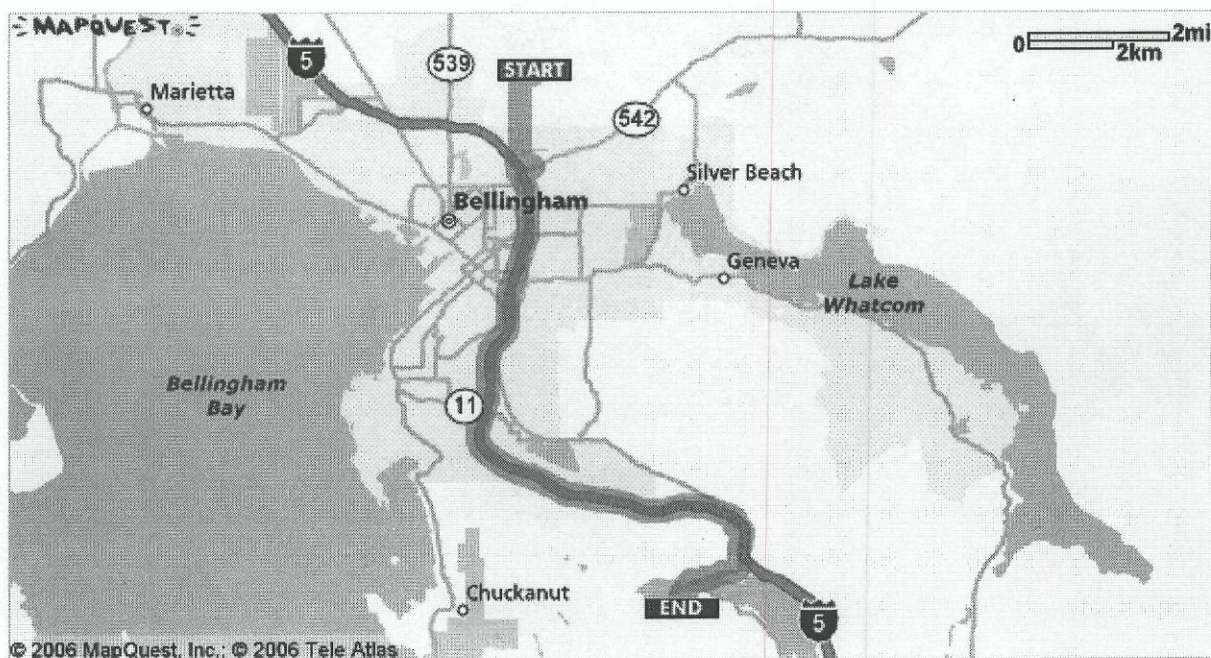 MAPQUEST
0 2mi
2km
5
539
START
542
Marietta
Silver Beach
Bellingham
Geneva
Lake
Whatcom
Bellingham
Bay
11
Chuckanut
END
5
© 2006 MapQuest, Inc.; © 2006 Tele Atlas